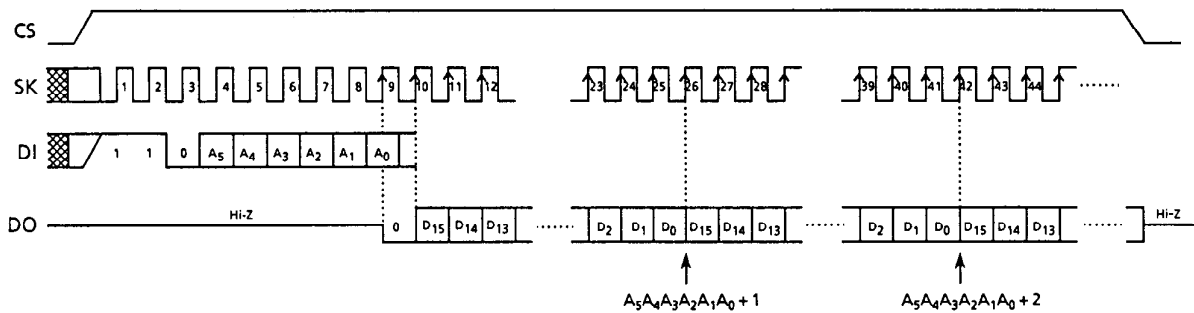 CS
SK 1 2 3 4 5 6 7 8 9 10 11 12 23 24 25 26 27 28 39 40 41 42 43 44
DI 1 1 0 A₅ A₄ A₃ A₂ A₁ A₀
DO Hi-Z 0 D₁₅ D₁₄ D₁₃ D₂ D₁ D₀ D₁₅ D₁₄ D₁₃ D₂ D₁ D₀ D₁₅ D₁₄ D₁₃ Hi-Z
A₅A₄A₃A₂A₁A₀ + 1 A₅A₄A₃A₂A₁A₀ + 2